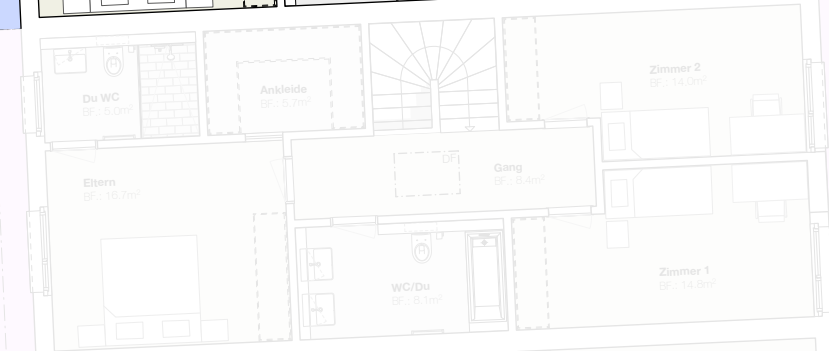 Zimmer 2
BF.: 14.0m²
Ankleide
BF.: 5.7m²
Du WC
BF.: 5.0m²
DF
Gang
BF.: 8.4m²
Eltern
BF.: 16.7m²
Zimmer 1
BF.: 14.8m²
WC/Du
BF.: 8.1m²